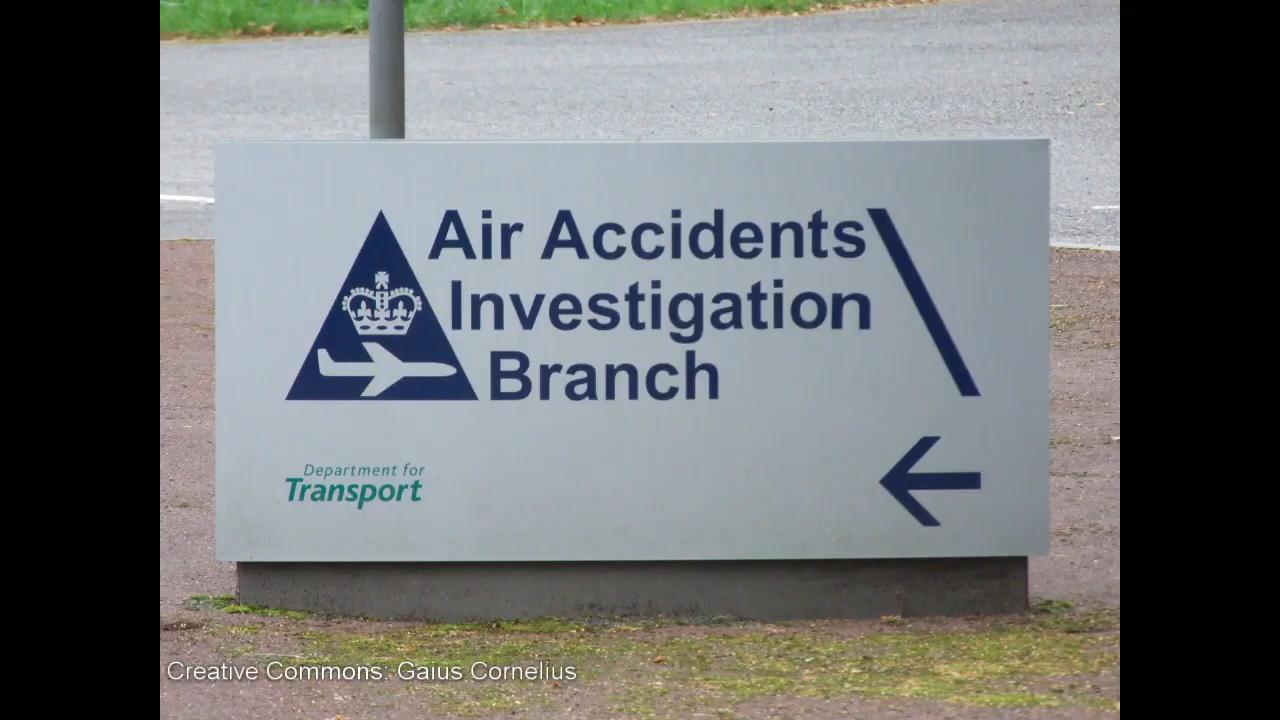 Air Accidents
Investigation
Branch
Department for
Transport
Creative Commons: Gaius Cornelius